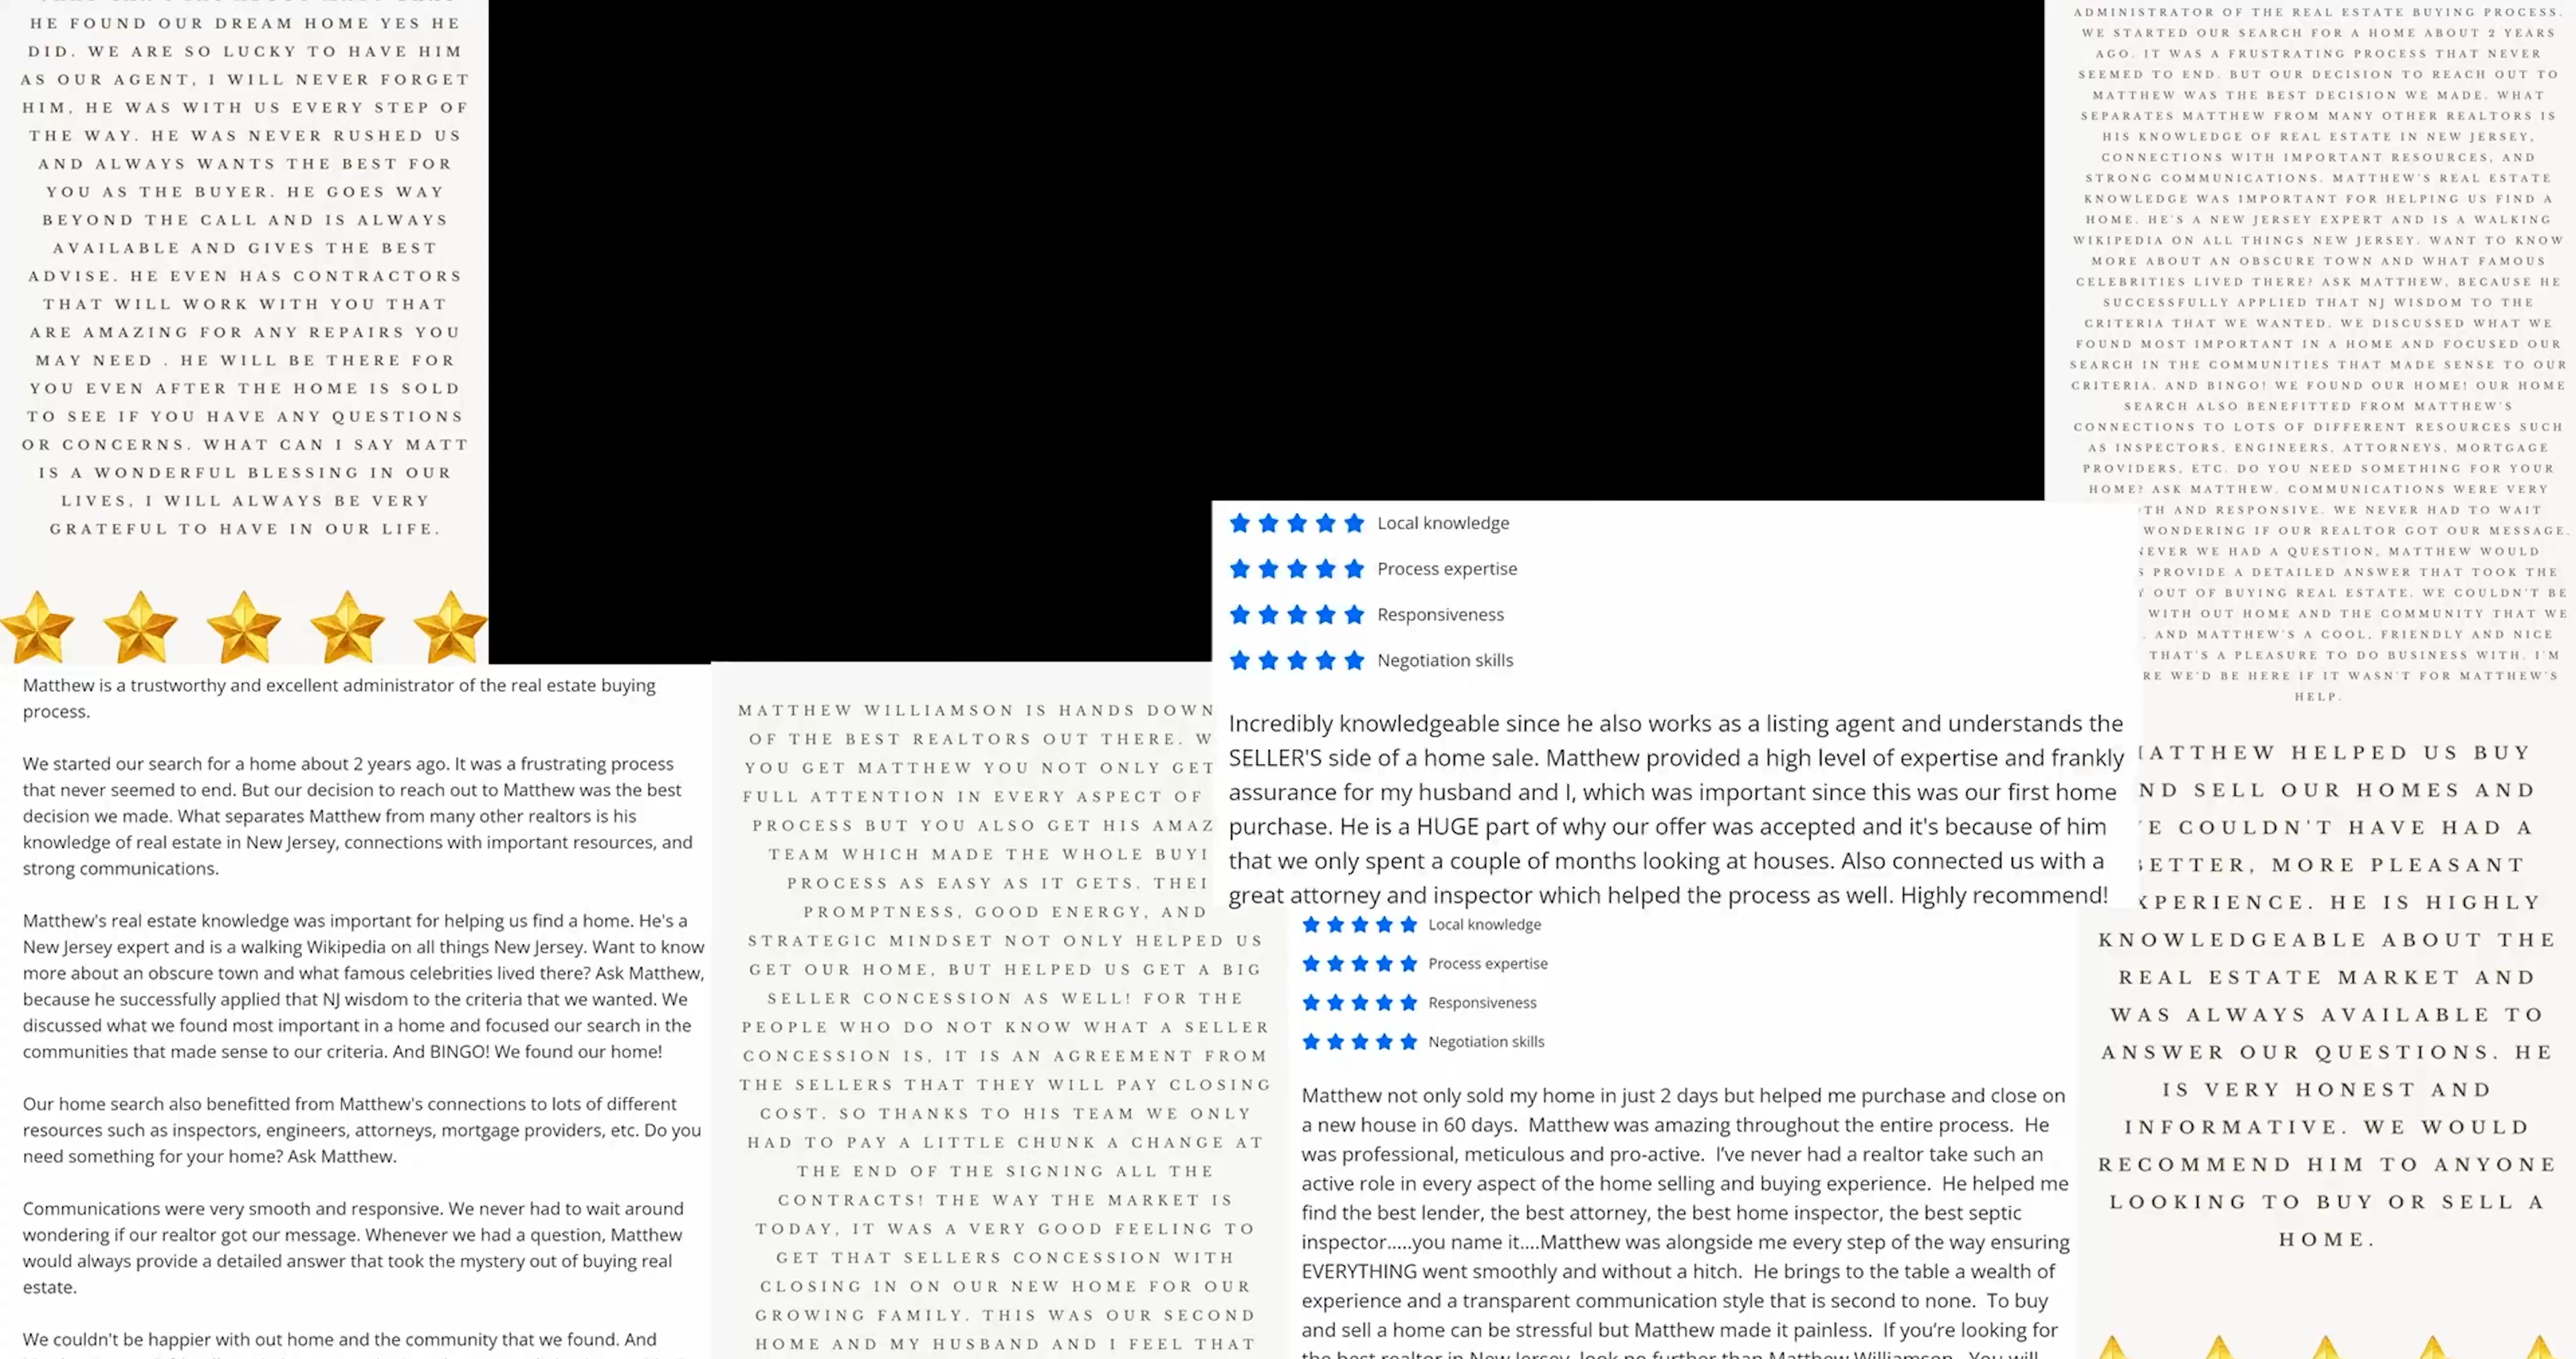 HE FOUND OUR DREAM HOME YES HE
DID. WE ARE SO LUCKY TO HAVE HIM
AS OUR AGENT, I WILL NEVER FORGET
HIM, HE WAS WITH US EVERY STEP OF
THE WAY. HE WAS NEVER RUSHED US
AND ALWAYS WANTS THE BEST FOR
YOU AS THE BUYER. HE GOES WAY
BEYOND THE CALL AND IS ALWAYS
AVAILABLE AND GIVES THE BEST
ADVISE. HE EVEN HAS CONTRACTORS
THAT WILL WORK WITH YOU THAT
ARE AMAZING FOR ANY REPAIRS YOU
MAY NEED . HE WILL BE THERE FOR
YOU EVEN AFTER THE HOME IS SOLD
TO SEE IF YOU HAVE ANY QUESTIONS
OR CONCERNS. WHAT CAN I SAY MATT
IS A WONDERFUL BLESSING IN OUR
LIVES, I WILL ALWAYS BE VERY
GRATEFUL TO HAVE IN OUR LIFE.
Matthew is a trustworthy and excellent administrator of the real estate buying
process.
We started our search for a home about 2 years ago. It was a frustrating process
that never seemed to end. But our decision to reach out to Matthew was the best
decision we made. What separates Matthew from many other realtors is his
knowledge of real estate in New Jersey, connections with important resources, and
strong communications.
Matthew's real estate knowledge was important for helping us find a home. He's a
New Jersey expert and is a walking Wikipedia on all things New Jersey. Want to know
more about an obscure town and what famous celebrities lived there? Ask Matthew,
because he successfully applied that NJ wisdom to the criteria that we wanted. We
discussed what we found most important in a home and focused our search in the
communities that made sense to our criteria. And BINGO! We found our home!
Our home search also benefitted from Matthew's connections to lots of different
resources such as inspectors, engineers, attorneys, mortgage providers, etc. Do you
need something for your home? Ask Matthew.
Communications were very smooth and responsive. We never had to wait around
wondering if our realtor got our message. Whenever we had a question, Matthew
would always provide a detailed answer that took the mystery out of buying real
estate.
We couldn't be happier with out home and the community that we found. And
MATTHEW WILLIAMSON IS HANDS DOWN
OF THE BEST REALTORS OUT THERE.
YOU GET MATTHEW YOU NOT ONLY GET
FULL ATTENTION IN EVERY ASPECT OF
PROCESS BUT YOU ALSO GET HIS
TEAM WHICH MADE THE WHOLE
PROCESS AS EASY AS IT GETS.
PROMPTNESS, GOOD ENERGY, AND
STRATEGIC MINDSET NOT ONLY HELPED US
GET OUR HOME, BUT HELPED US GET A BIG
SELLER CONCESSION AS WELL! FOR THE
PEOPLE WHO DO NOT KNOW WHAT A SELLER
CONCESSION IS, IT IS AN AGREEMENT FROM
THE SELLERS THAT THEY WILL PAY CLOSING
COST. SO THANKS TO HIS TEAM WE ONLY
HAD TO PAY A LITTLE CHUNK A CHANGE AT
THE END OF THE SIGNING ALL THE
CONTRACTS! THE WAY THE MARKET IS
TODAY, IT WAS A VERY GOOD FEELING TO
GET THAT SELLERS CONCESSION WITH
CLOSING IN ON OUR NEW HOME FOR OUR
GROWING FAMILY. THIS WAS OUR SECOND
HOME AND MY HUSBAND AND I FEEL THAT
Local knowledge
Process expertise
Responsiveness
Negotiation skills
Incredibly knowledgeable since he also works as a listing agent and understands the
SELLER'S side of a home sale. Matthew provided a high level of expertise and frankly
assurance for my husband and I, which was important since this was our first home
purchase. He is a HUGE part of why our offer was accepted and it's because of him
that we only spent a couple of months looking at houses. Also connected us with a
great attorney and inspector which helped the process as well. Highly recommend!
Local knowledge
Process expertise
Responsiveness
Negotiation skills
Matthew not only sold my home in just 2 days but helped me purchase and close on
a new house in 60 days. Matthew was amazing throughout the entire process. He
was professional, meticulous and pro-active. I've never had a realtor take such an
active role in every aspect of the home selling and buying experience. He helped me
find the best lender, the best attorney, the best home inspector, the best septic
inspector.....you name it....Matthew was alongside me every step of the way ensuring
EVERYTHING went smoothly and without a hitch. He brings to the table a wealth of
experience and a transparent communication style that is second to none. To buy
and sell a home can be stressful but Matthew made it painless. If you're looking for
the best realtor in New Jersey, look no further than Matthew Williamson. You will
ADMINISTRATOR OF THE REAL ESTATE BUYING PROCESS.
WE STARTED OUR SEARCH FOR A HOME ABOUT 2 YEARS
AGO. IT WAS A FRUSTRATING PROCESS THAT NEVER
SEEMED TO END. BUT OUR DECISION TO REACH OUT TO
MATTHEW WAS THE BEST DECISION WE MADE. WHAT
SEPARATES MATTHEW FROM MANY OTHER REALTORS IS
HIS KNOWLEDGE OF REAL ESTATE IN NEW JERSEY,
CONNECTIONS WITH IMPORTANT RESOURCES, AND
STRONG COMMUNICATIONS. MATTHEW'S REAL ESTATE
KNOWLEDGE WAS IMPORTANT FOR HELPING US FIND A
HOME. HE'S A NEW JERSEY EXPERT AND IS A WALKING
WIKIPEDIA ON ALL THINGS NEW JERSEY. WANT TO KNOW
MORE ABOUT AN OBSCURE TOWN AND WHAT FAMOUS
CELEBRITIES LIVED THERE? ASK MATTHEW, BECAUSE HE
SUCCESSFULLY APPLIED THAT NJ WISDOM TO THE
CRITERIA THAT WE WANTED. WE DISCUSSED WHAT WE
FOUND MOST IMPORTANT IN A HOME AND FOCUSED OUR
SEARCH IN THE COMMUNITIES THAT MADE SENSE TO OUR
CRITERIA. AND BINGO! WE FOUND OUR HOME! OUR HOME
SEARCH ALSO BENEFITTED FROM MATTHEW'S
CONNECTIONS TO LOTS OF DIFFERENT RESOURCES SUCH
AS INSPECTORS, ENGINEERS, ATTORNEYS, MORTGAGE
PROVIDERS, ETC. DO YOU NEED SOMETHING FOR YOUR
HOME? ASK MATTHEW. COMMUNICATIONS WERE VERY
AND RESPONSIVE. WE NEVER HAD TO WAIT
WONDERING IF OUR REALTOR GOT OUR MESSAGE.
WE HAD A QUESTION, MATTHEW WOULD
PROVIDE A DETAILED ANSWER THAT TOOK THE
OUT OF BUYING REAL ESTATE. WE COULDN'T BE
WITH OUT HOME AND THE COMMUNITY THAT WE
AND MATTHEW'S A COOL, FRIENDLY AND NICE
THAT'S A PLEASURE TO DO BUSINESS WITH. I'M
WE'D BE HERE IF IT WASN'T FOR MATTHEW'S
HELP.
MATTHEW HELPED US BUY
AND SELL OUR HOMES AND
WE COULDN'T HAVE HAD A
BETTER, MORE PLEASANT
EXPERIENCE. HE IS HIGHLY
KNOWLEDGEABLE ABOUT THE
REAL ESTATE MARKET AND
WAS ALWAYS AVAILABLE TO
ANSWER OUR QUESTIONS. HE
IS VERY HONEST AND
INFORMATIVE. WE WOULD
RECOMMEND HIM TO ANYONE
LOOKING TO BUY OR SELL A
HOME.